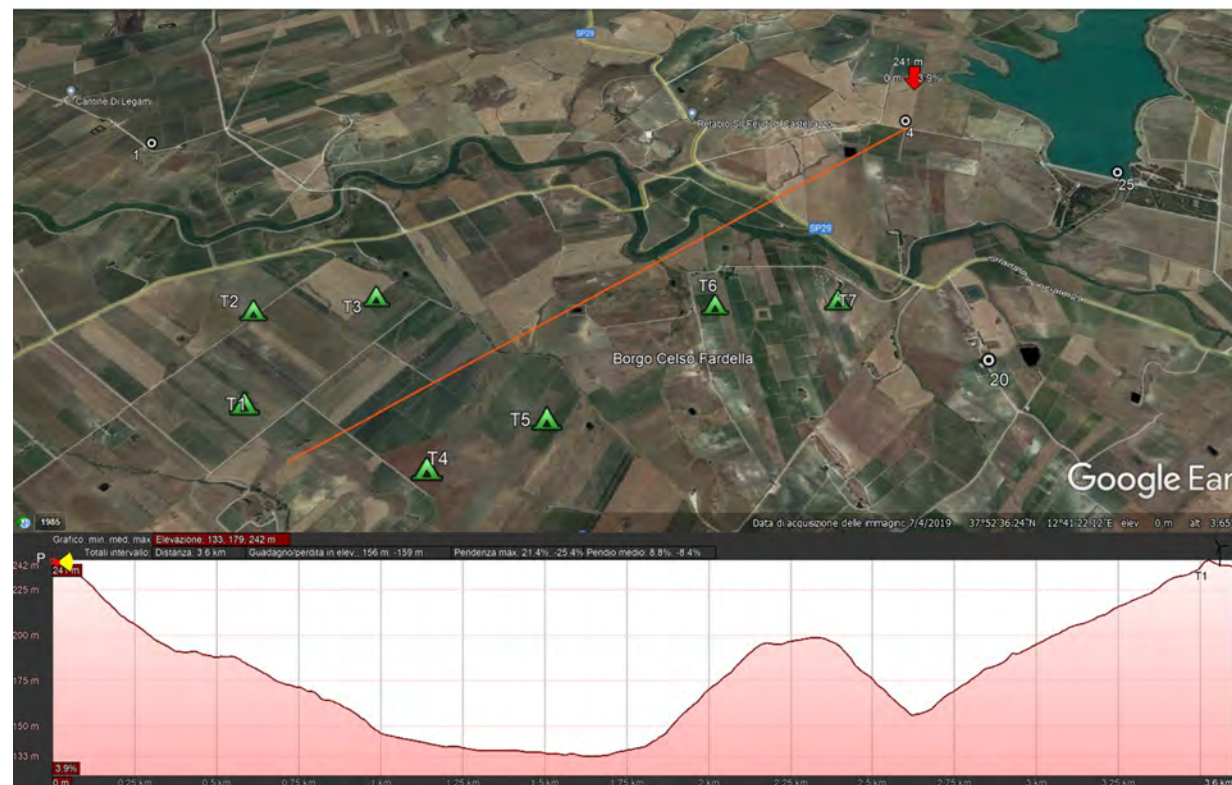 SP29
241 m
0 m 3.9%
Cantine Di Legami
1
4
25
SP29
T2
T3
T6
T7
Borgo Celso Fardella
20
T1
T5
T4
Google Ear
1985
Data di acquisizione delle immagini: 7/4/2019 37°52'36.24"N 12°41'22.12"E elev 0 m alt 3.65
Grafico: min, med, max Elevazione: 133, 179, 242 m
Totali intervallo: Distanza: 3.6 km Guadagno/perdita in elev.: 156 m, -159 m Pendenza max: 21.4%, -25.4% Pendio medio: 8.8%, -8.4%
P
242 m
241 m
T1
225 m
200 m
175 m
150 m
133 m
3.9%
0 m 0.25 km 0.5 km 0.75 km 1 km 1.25 km 1.5 km 1.75 km 2 km 2.25 km 2.5 km 2.75 km 3 km 3.25 km 3.6 km